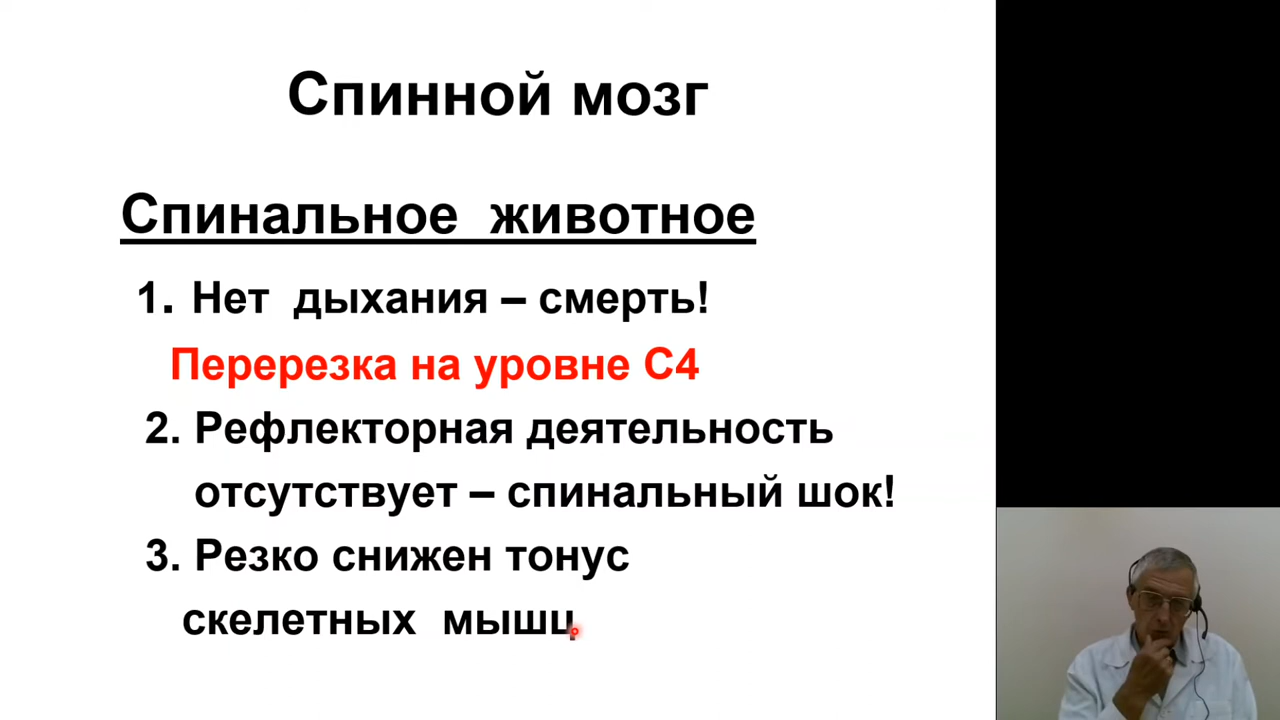 Спинной мозг
Спинальное животное
1. Нет дыхания – смерть!
Перерезка на уровне С4
2. Рефлекторная деятельность
отсутствует – спинальный шок!
3. Резко снижен тонус
скелетных мышц